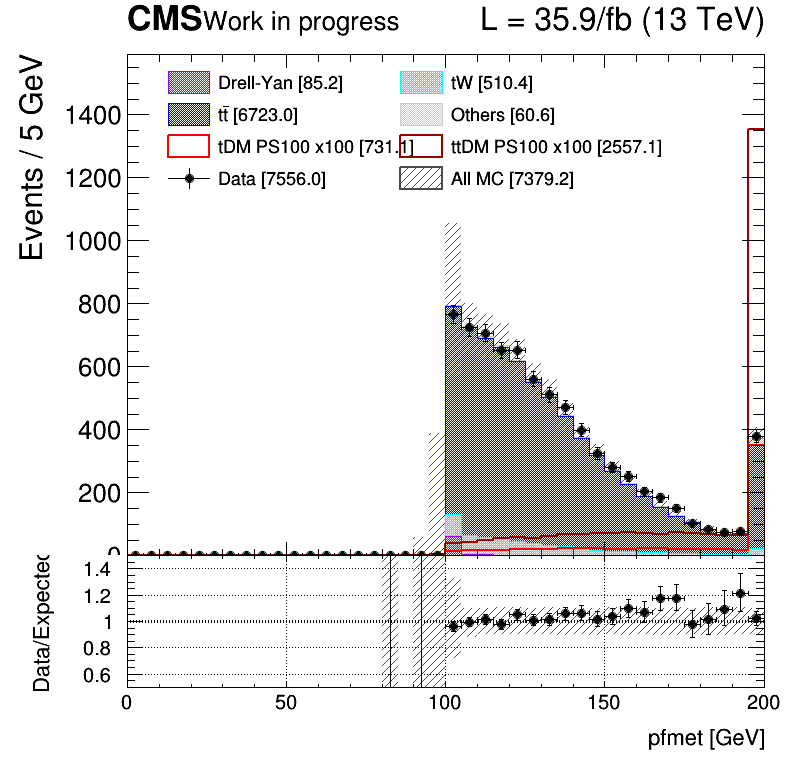 CMS Work in progress L = 35.9/fb (13 TeV)
Events / 5 GeV
Drell-Yan [85.2] tW [510.4]
tt̄ [6723.0] Others [60.6]
tDM PS100 x100 [731.1] ttDM PS100 x100 [2557.1]
Data [7556.0] All MC [7379.2]
1400
1200
1000
800
600
400
200
0
Data/Expected
1.4
1.2
1
0.8
0.6
0 50 100 150 200
pfmet [GeV]